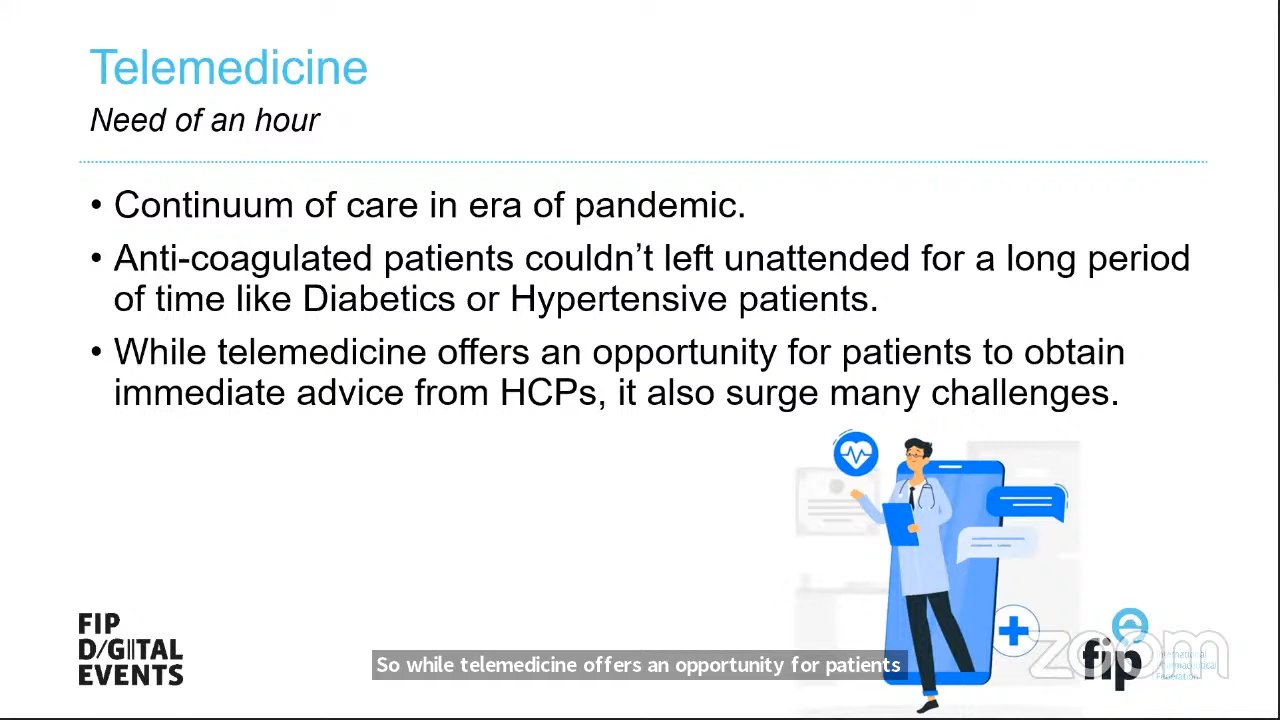 Telemedicine
Need of an hour
• Continuum of care in era of pandemic.
• Anti-coagulated patients couldn’t left unattended for a long period
of time like Diabetics or Hypertensive patients.
• While telemedicine offers an opportunity for patients to obtain
immediate advice from HCPs, it also surge many challenges.
FIP
D/G/TAL
EVENTS
So while telemedicine offers an opportunity for patients
fip
zoom
Federation